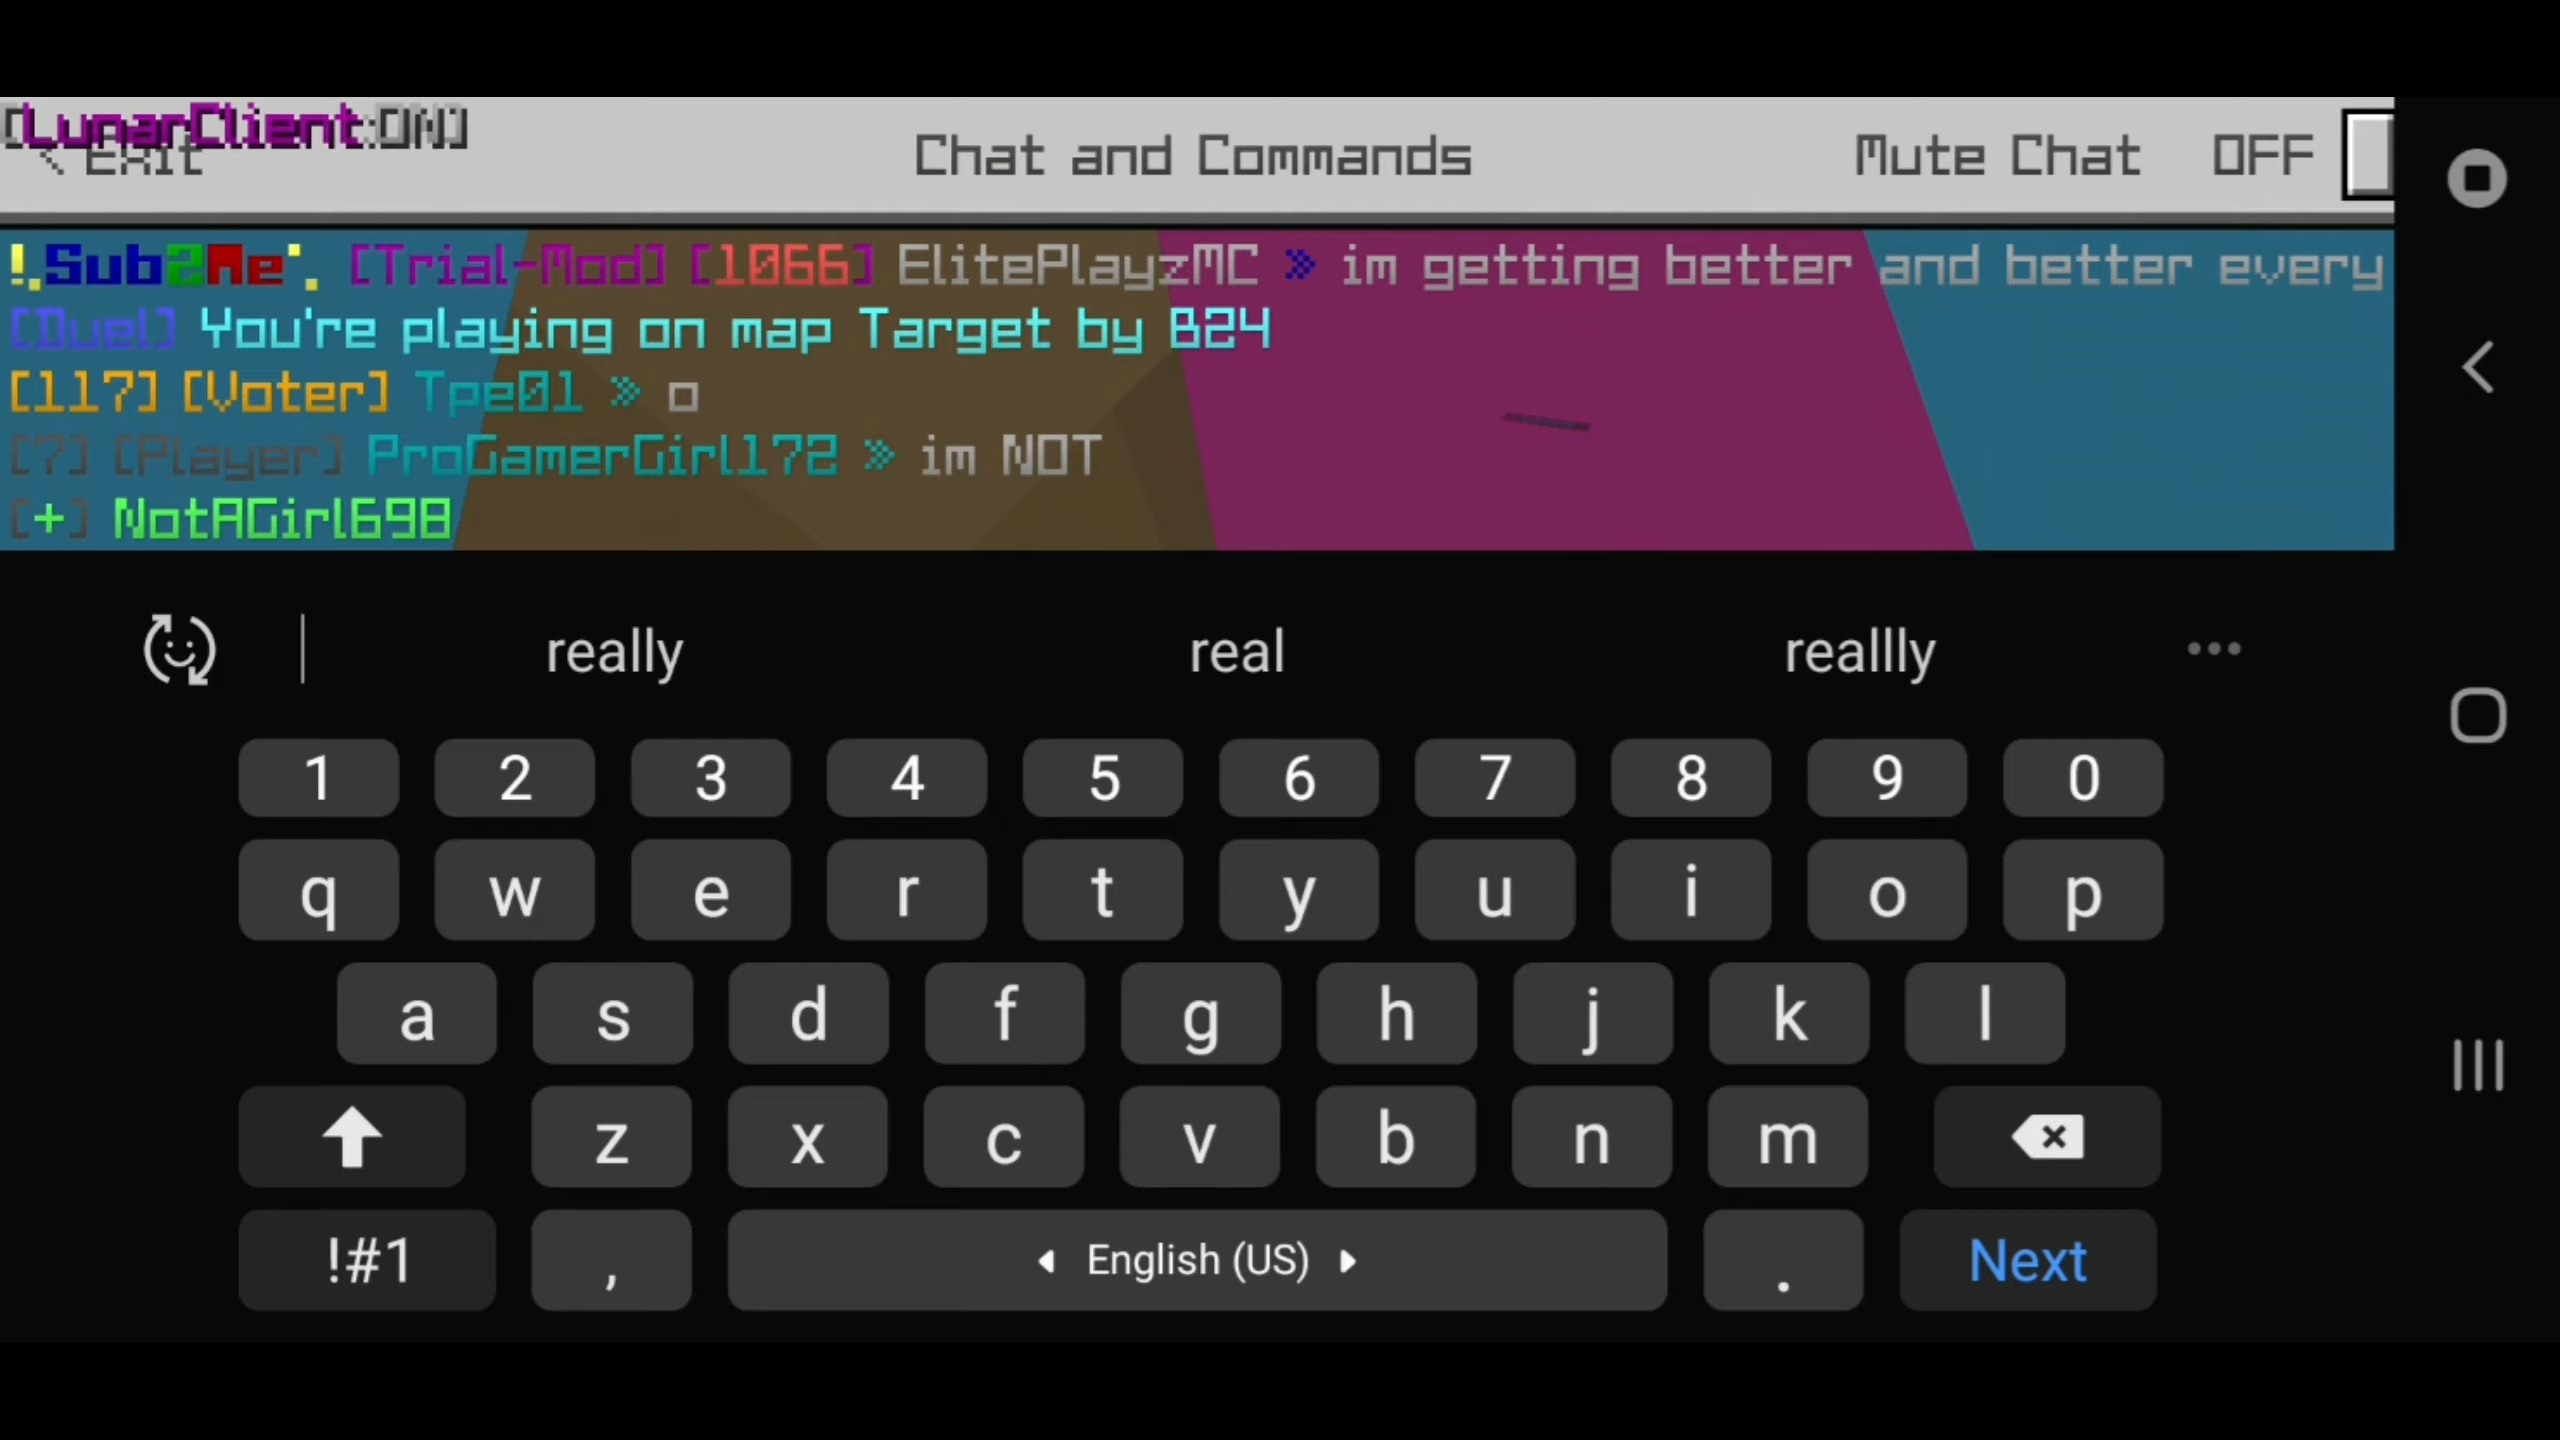 [LunarClient:ON]
< Exit
Chat and Commands
Mute Chat OFF
!.Sub2Me'. [Trial-Mod] [1066] ElitePlayzMC » im getting better and better every
[Duel] You're playing on map Target by B24
[117] [Voter] Tpe01 » o
[?] [Player] ProGamerGirl172 » im NOT
[+] NotAGirl698
really real reallly
1 2 3 4 5 6 7 8 9 0
q w e r t y u i o p
a s d f g h j k l
z x c v b n m
!#1 , English (US) . Next